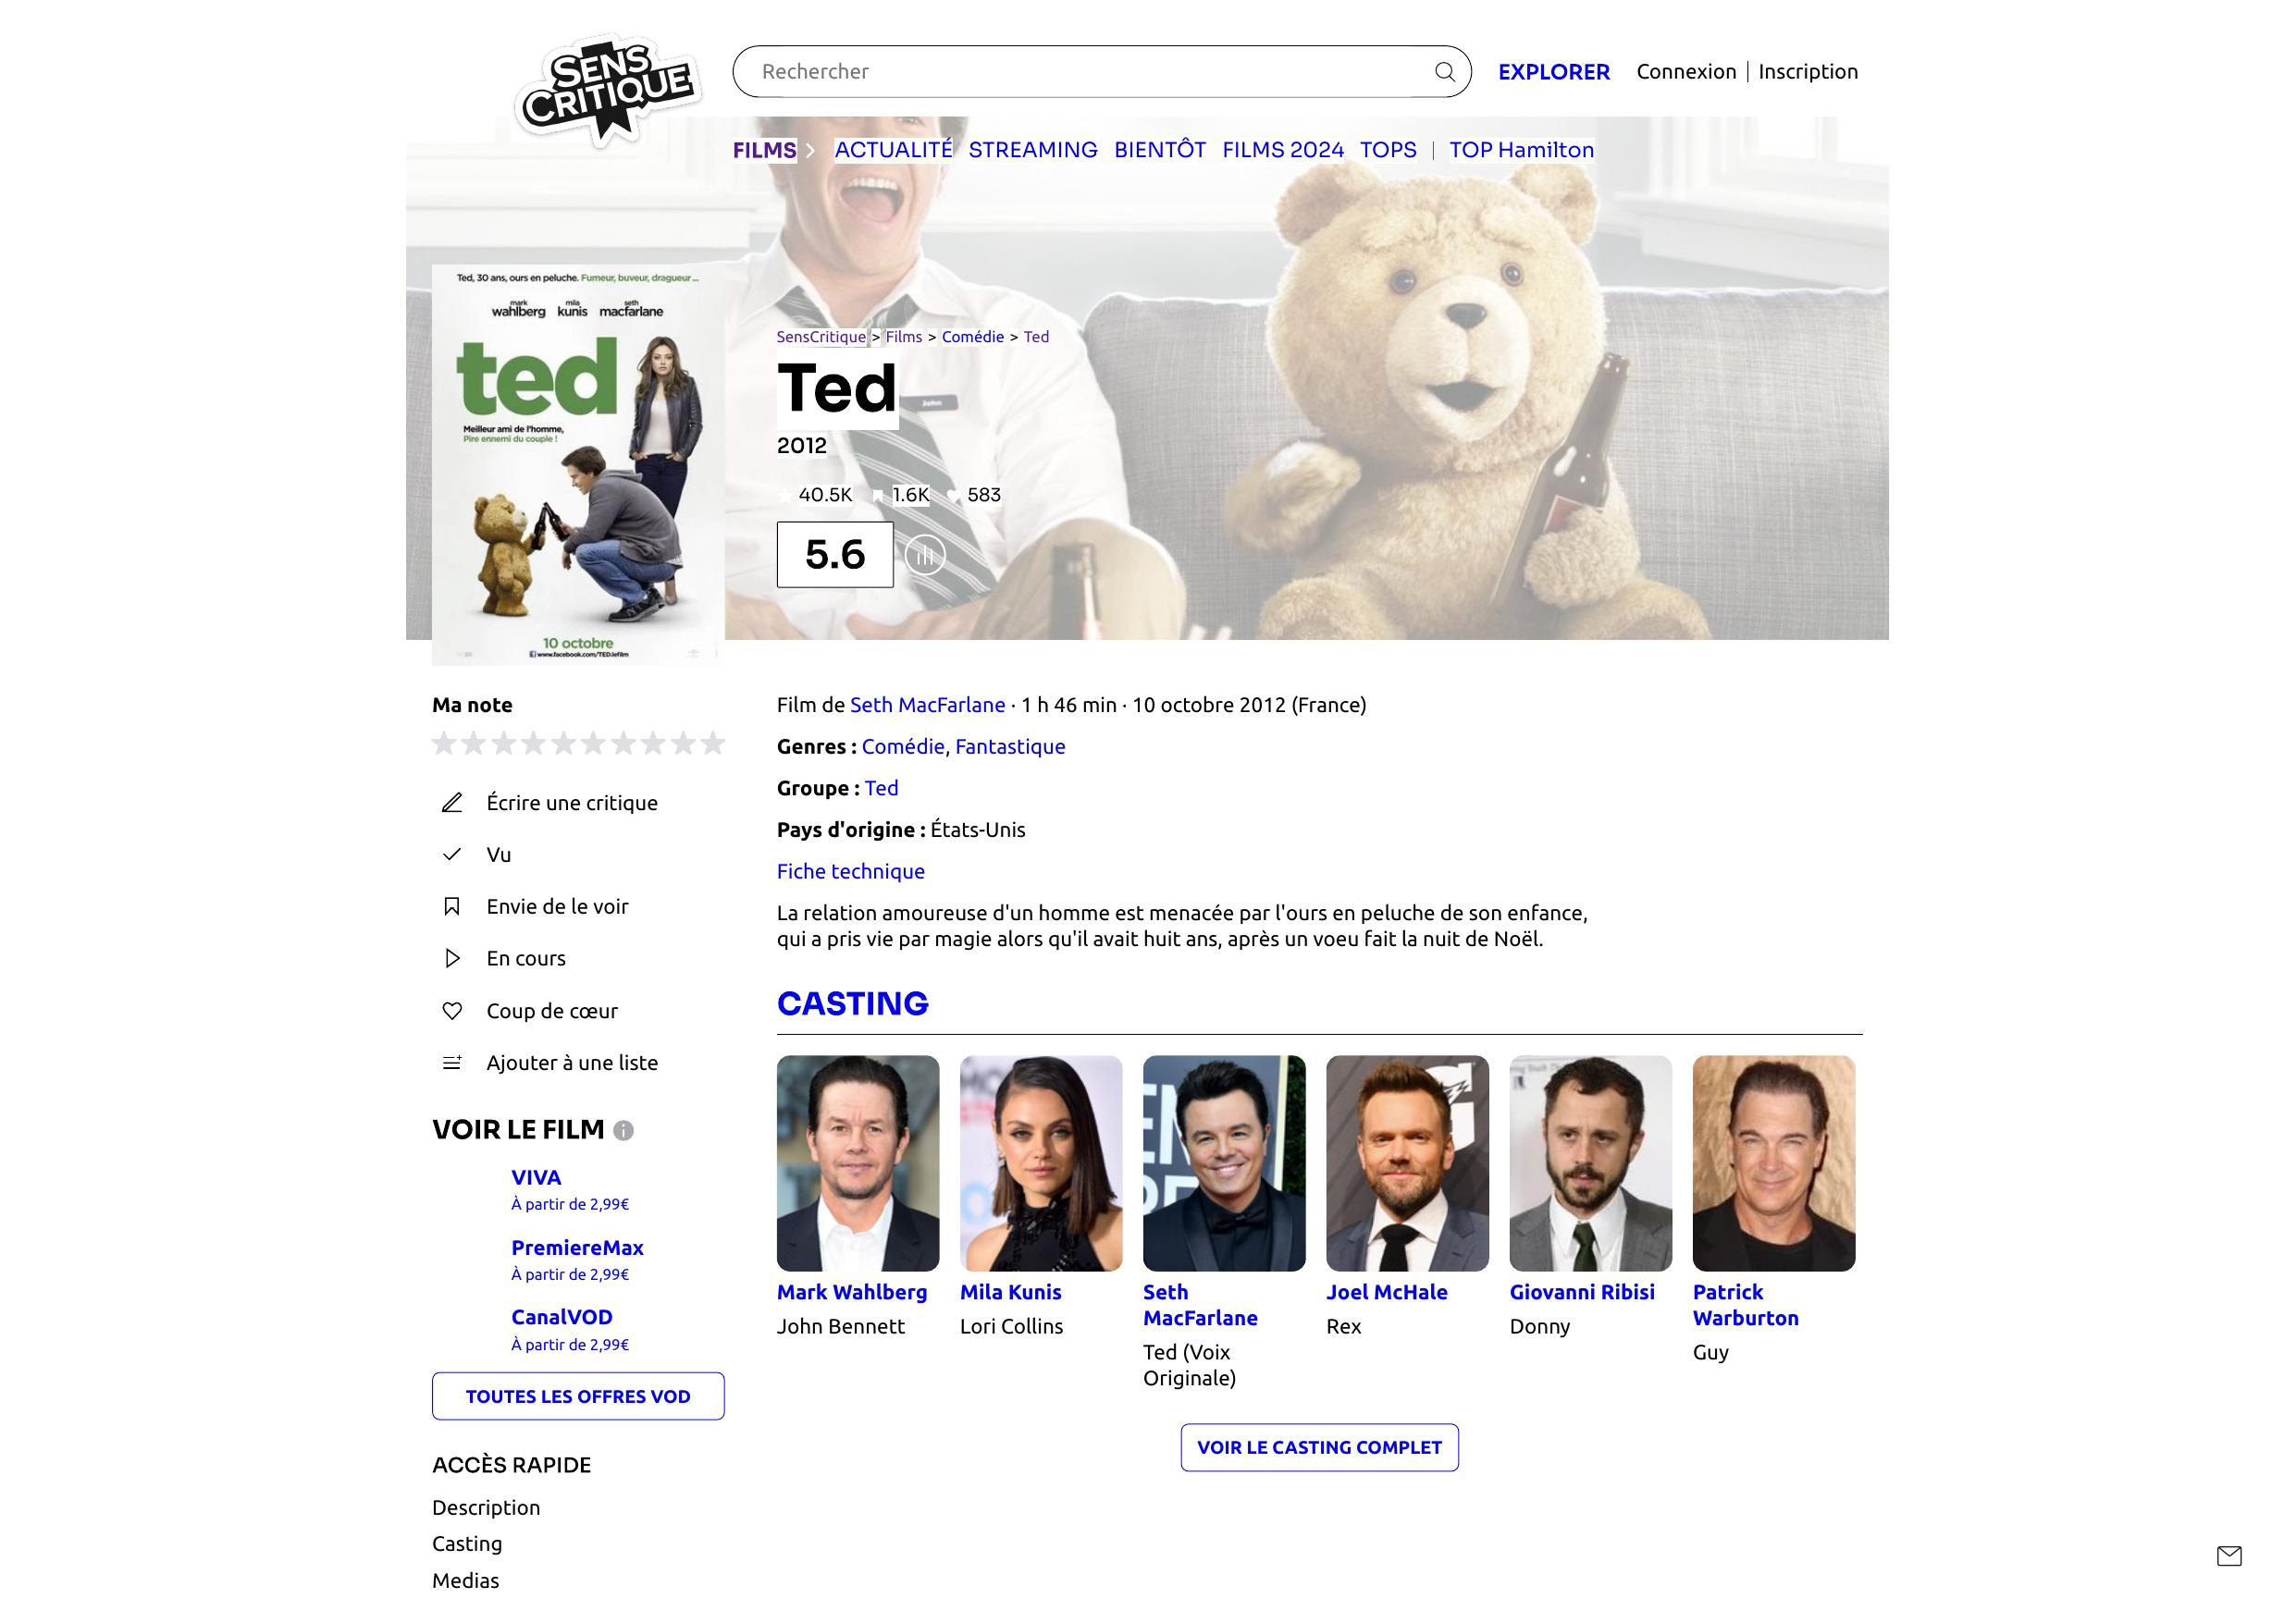 SENS
CRITIQUE
Rechercher
EXPLORER
Connexion | Inscription
FILMS
ACTUALITÉ STREAMING BIENTÔT FILMS 2024 TOPS | TOP Hamilton
Ted, 30 ans, ours en peluche. Fumeur, buveur, dragueur ...
mark wahlberg mila kunis seth macfarlane
ted
Meilleur ami de l'homme,
Pire ennemi du couple !
10 octobre
www.facebook.com/TED.lefilm
John
SensCritique > Films > Comédie > Ted
Ted
2012
40.5K 1.6K 583
5.6
Ma note
Écrire une critique
Vu
Envie de le voir
En cours
Coup de cœur
Ajouter à une liste
VOIR LE FILM
VIVA
À partir de 2,99€
PremiereMax
À partir de 2,99€
CanalVOD
À partir de 2,99€
TOUTES LES OFFRES VOD
ACCÈS RAPIDE
Description
Casting
Medias
Film de Seth MacFarlane · 1 h 46 min · 10 octobre 2012 (France)
Genres : Comédie, Fantastique
Groupe : Ted
Pays d'origine : États-Unis
Fiche technique
La relation amoureuse d'un homme est menacée par l'ours en peluche de son enfance,
qui a pris vie par magie alors qu'il avait huit ans, après un voeu fait la nuit de Noël.
CASTING
Mark Wahlberg
John Bennett
Mila Kunis
Lori Collins
Seth
MacFarlane
Ted (Voix
Originale)
Joel McHale
Rex
Giovanni Ribisi
Donny
Patrick
Warburton
Guy
VOIR LE CASTING COMPLET